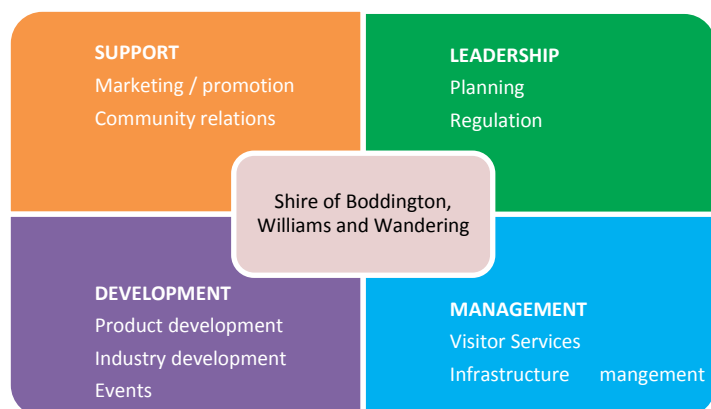 SUPPORT
Marketing / promotion
Community relations
LEADERSHIP
Planning
Regulation
Shire of Boddington,
Williams and Wandering
DEVELOPMENT
Product development
Industry development
Events
MANAGEMENT
Visitor Services
Infrastructure mangement